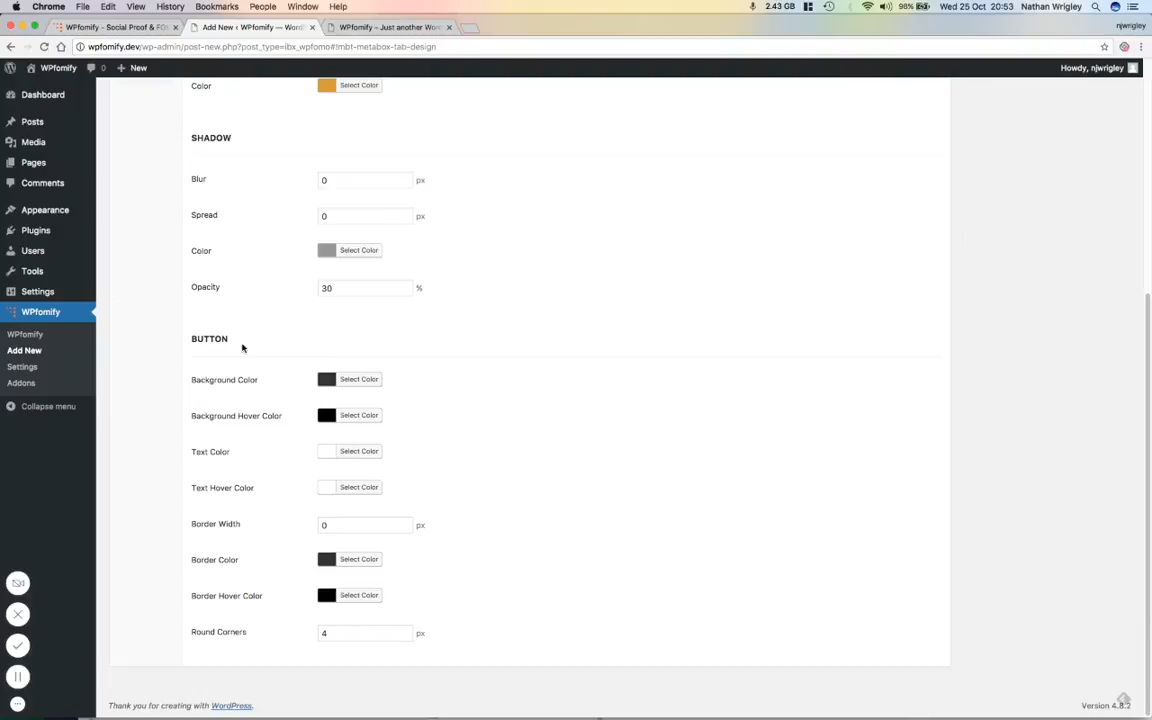 Chrome File Edit View History Bookmarks People Window Help 2.43 GB 98% Wed 25 Oct 20:53 Nathan Wrigley
WPfomify - Social Proof & FO Add New ‹ WPfomify — Word WPfomify – Just another Wor njwrigley
wpfomify.dev/wp-admin/post-new.php?post_type=ibx_wpfomo#!mbt-metabox-tab-design
WPfomify 0 New Howdy, njwrigley
Dashboard
Posts
Media
Pages
Comments
Appearance
Plugins
Users
Tools
Settings
WPfomify
WPfomify
Add New
Settings
Addons
Collapse menu
Color Select Color
SHADOW
Blur 0 px
Spread 0 px
Color Select Color
Opacity 30 %
BUTTON
Background Color Select Color
Background Hover Color Select Color
Text Color Select Color
Text Hover Color Select Color
Border Width 0 px
Border Color Select Color
Border Hover Color Select Color
Round Corners 4 px
Thank you for creating with WordPress. Version 4.8.2